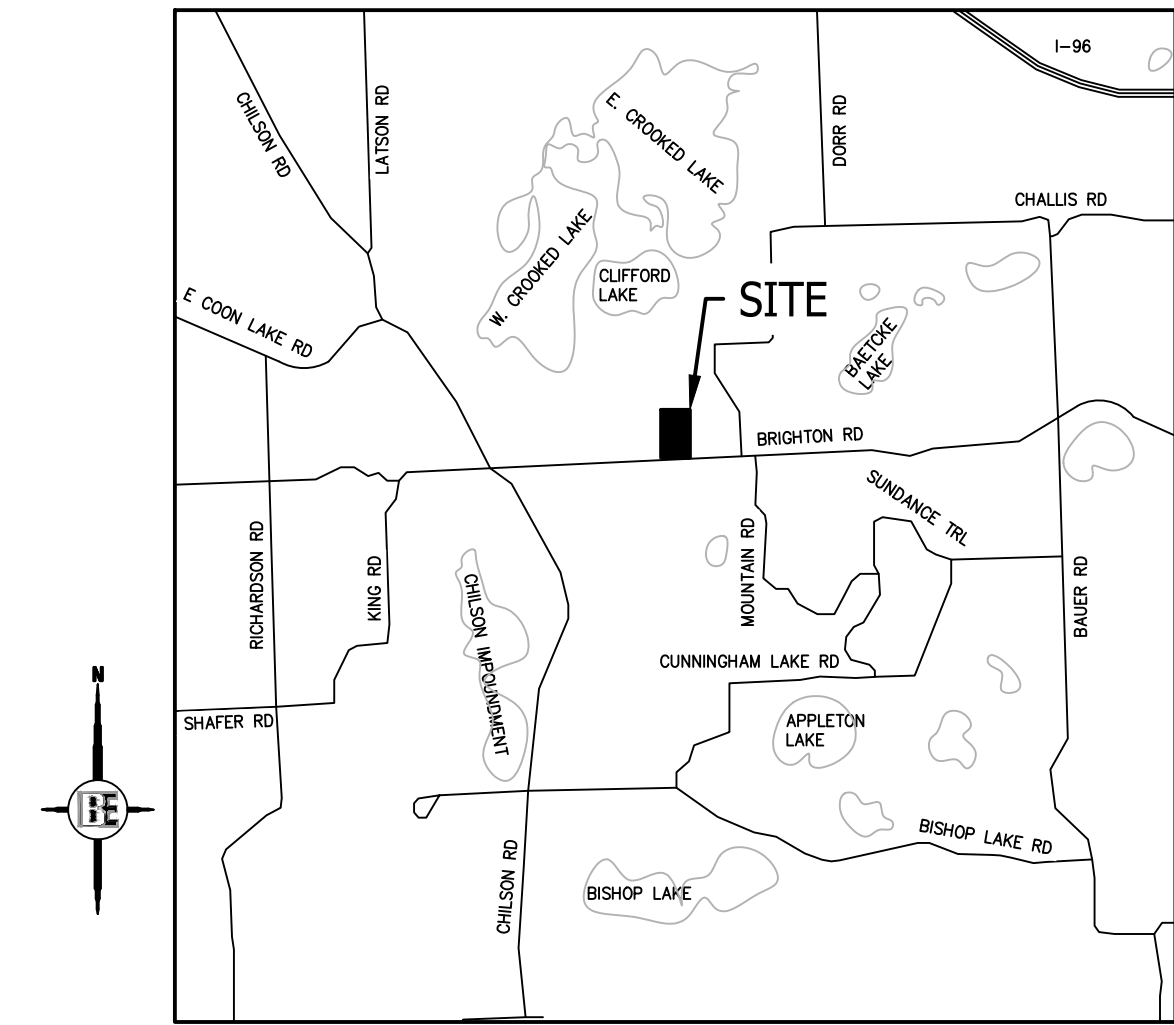 I-96
CHILSON RD
LATSON RD
E. CROOKED LAKE
DORR RD
CHALLIS RD
W. CROOKED LAKE
CLIFFORD
LAKE
SITE
E COON LAKE RD
BAETCKE
LAKE
BRIGHTON RD
SUNDANCE TRL
RICHARDSON RD
KING RD
CHILSON IMPOUNDMENT
MOUNTAIN RD
BAUER RD
CUNNINGHAM LAKE RD
N
SHAFER RD
APPLETON
LAKE
BE
BISHOP LAKE RD
CHILSON RD
BISHOP LAKE